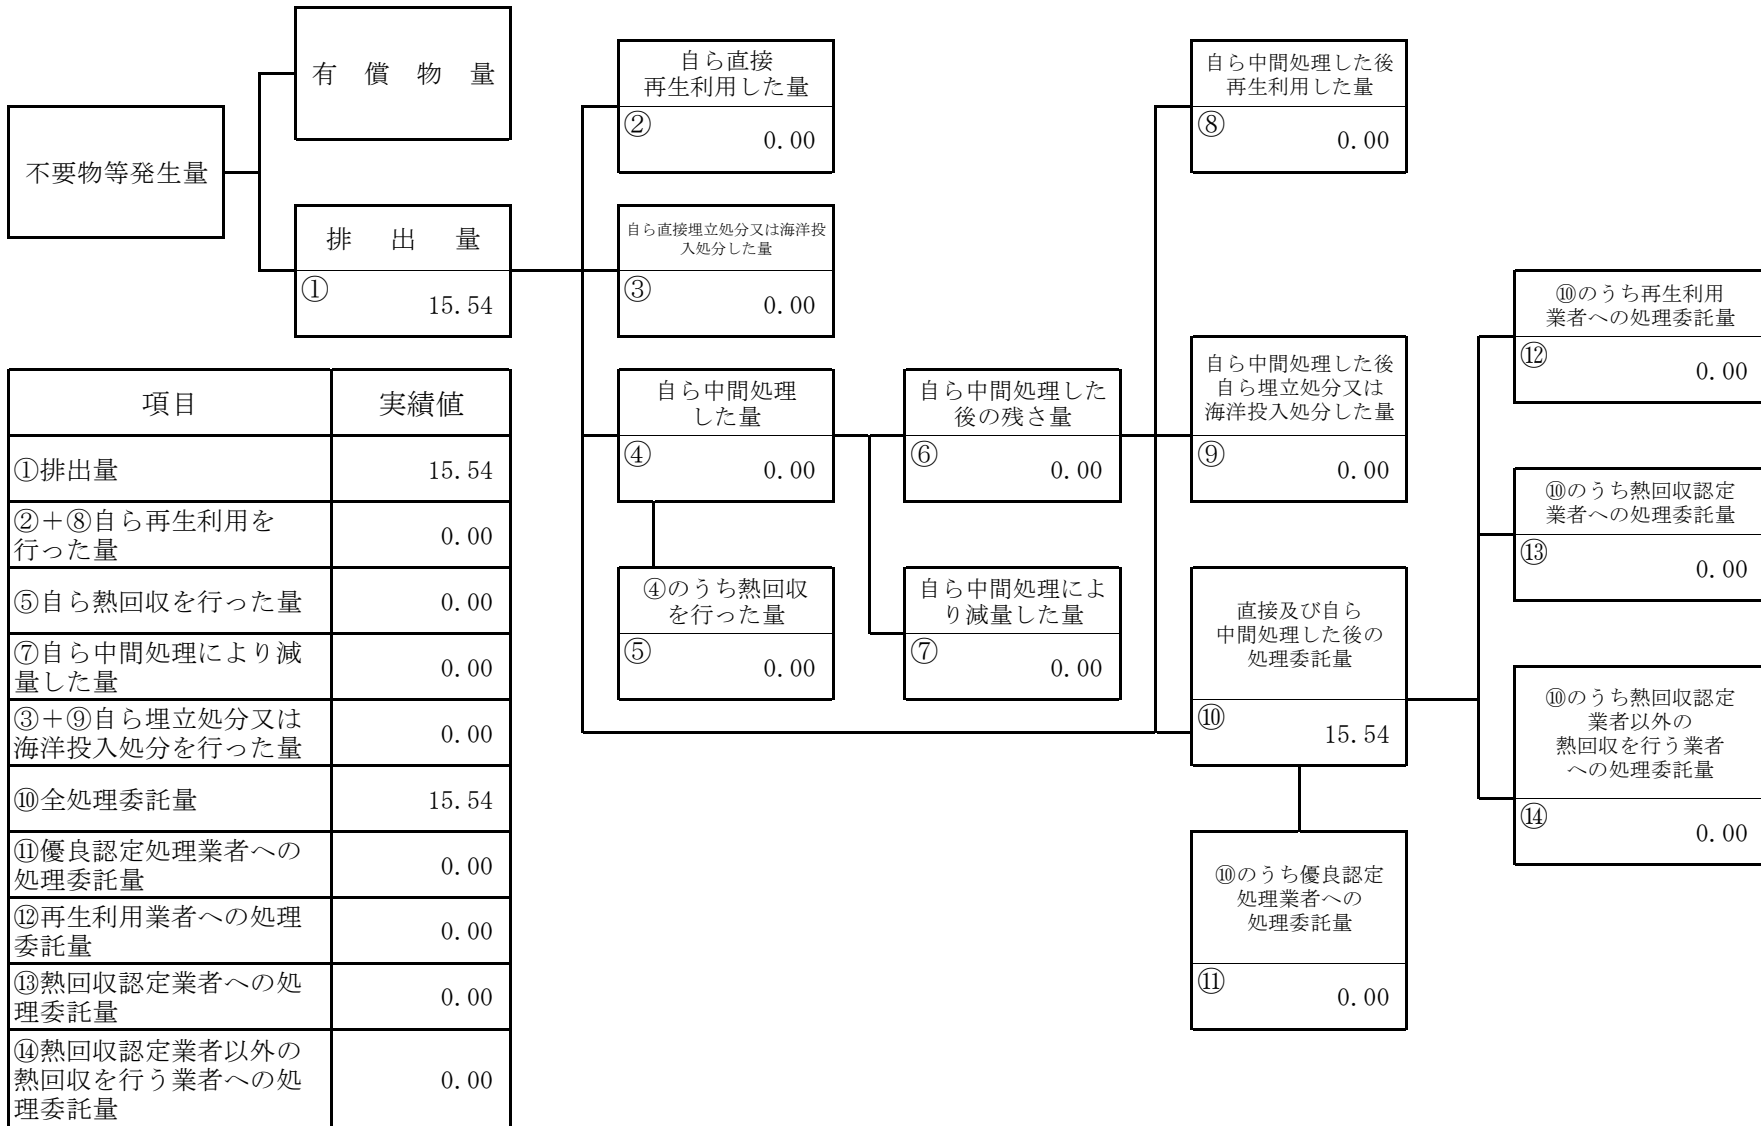 有 償 物 量
不要物等発生量
排 出 量
①
15.54
自ら直接
再生利用した量
②
0.00
自ら直接埋立処分又は海洋投
入処分した量
③
0.00
自ら中間処理
した量
④
0.00
④のうち熱回収
を行った量
⑤
0.00
自ら中間処理した
後の残さ量
⑥
0.00
自ら中間処理によ
り減量した量
⑦
0.00
自ら中間処理した後
再生利用した量
⑧
0.00
自ら中間処理した後
自ら埋立処分又は
海洋投入処分した量
⑨
0.00
直接及び自ら
中間処理した後の
処理委託量
⑩
15.54
⑩のうち優良認定
処理業者への
処理委託量
⑪
0.00
⑩のうち再生利用
業者への処理委託量
⑫
0.00
⑩のうち熱回収認定
業者への処理委託量
⑬
0.00
⑩のうち熱回収認定
業者以外の
熱回収を行う業者
への処理委託量
⑭
0.00
項目 実績値
①排出量 15.54
②＋⑧自ら再生利用を
行った量 0.00
⑤自ら熱回収を行った量 0.00
⑦自ら中間処理により減
量した量 0.00
③＋⑨自ら埋立処分又は
海洋投入処分を行った量 0.00
⑩全処理委託量 15.54
⑪優良認定処理業者への
処理委託量 0.00
⑫再生利用業者への処理
委託量 0.00
⑬熱回収認定業者への処
理委託量 0.00
⑭熱回収認定業者以外の
熱回収を行う業者への処 0.00
理委託量